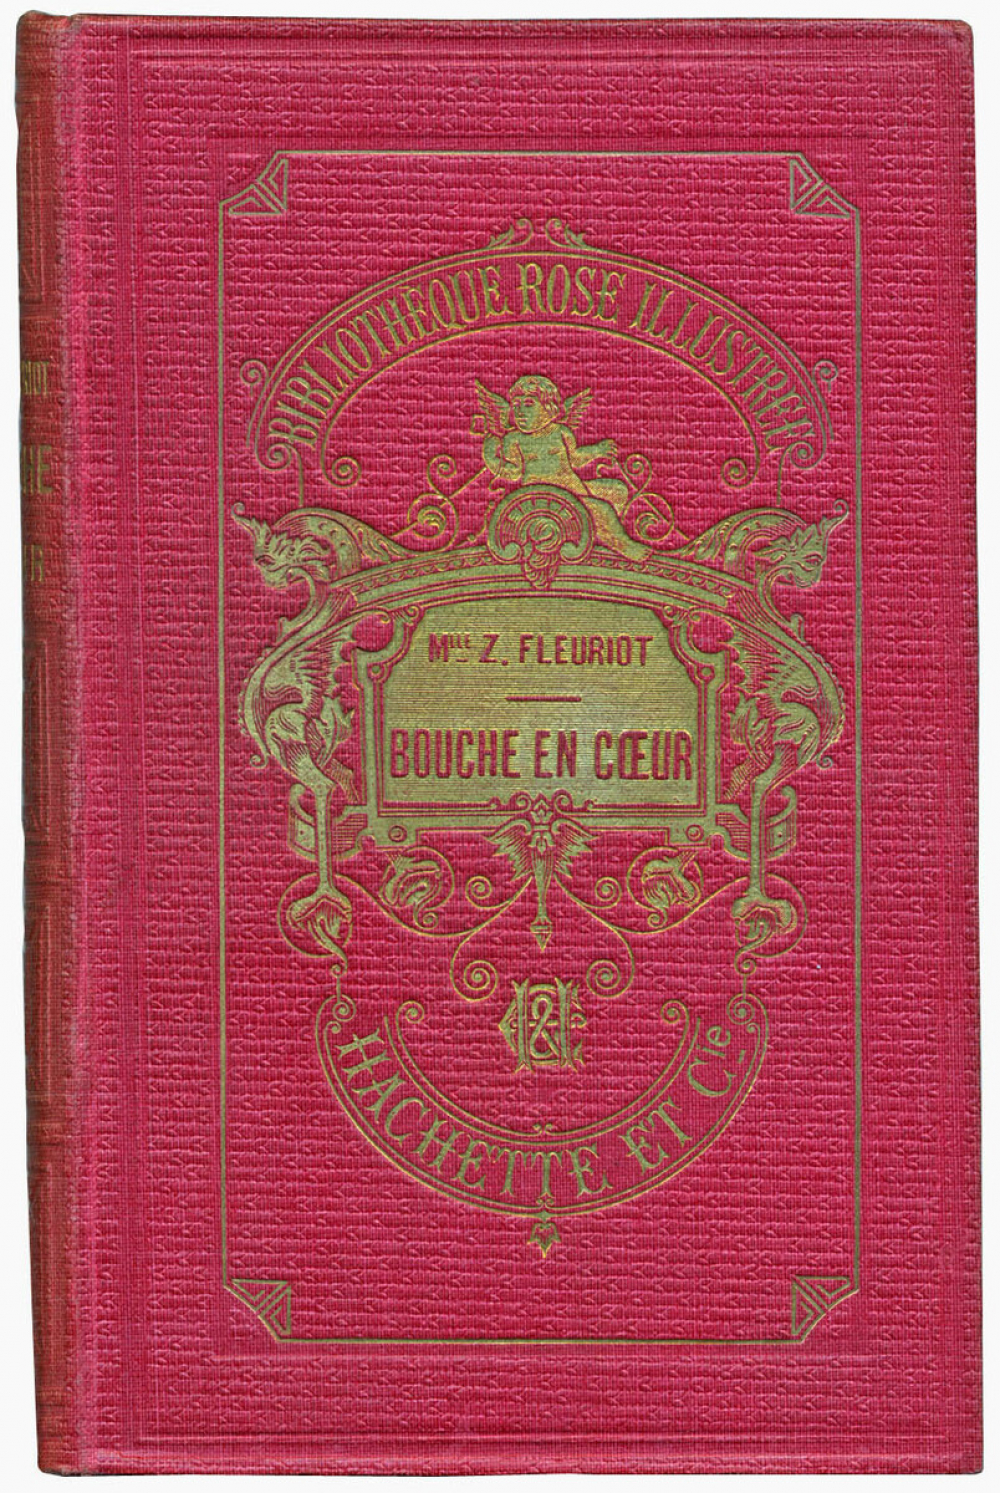 BIBLIOTHÈQUE ROSE ILLUSTRÉE
Mlle Z. FLEURIOT
BOUCHE EN CŒUR
H&C
HACHETTE ET Cie